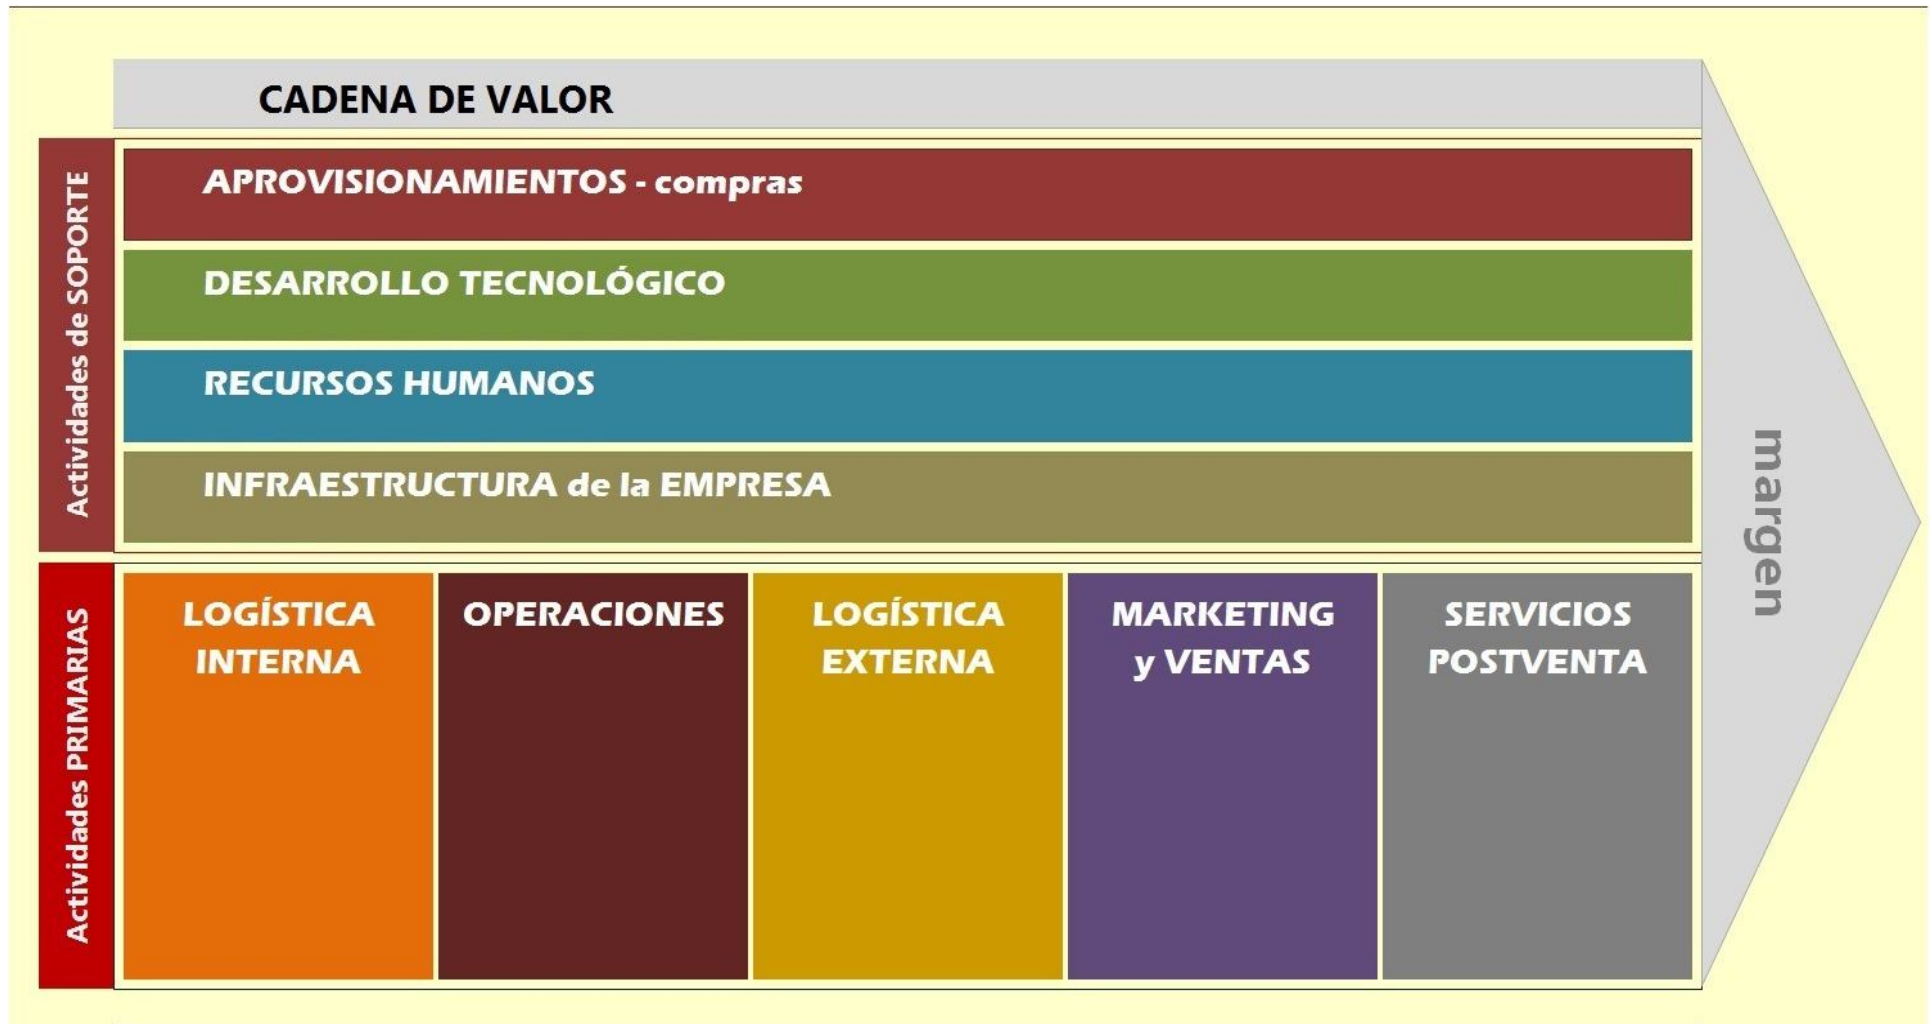 CADENA DE VALOR
Actividades de SOPORTE
APROVISIONAMIENTOS - compras
DESARROLLO TECNOLÓGICO
RECURSOS HUMANOS
INFRAESTRUCTURA de la EMPRESA
Actividades PRIMARIAS
LOGÍSTICA
INTERNA
OPERACIONES
LOGÍSTICA
EXTERNA
MARKETING
y VENTAS
SERVICIOS
POSTVENTA
margen